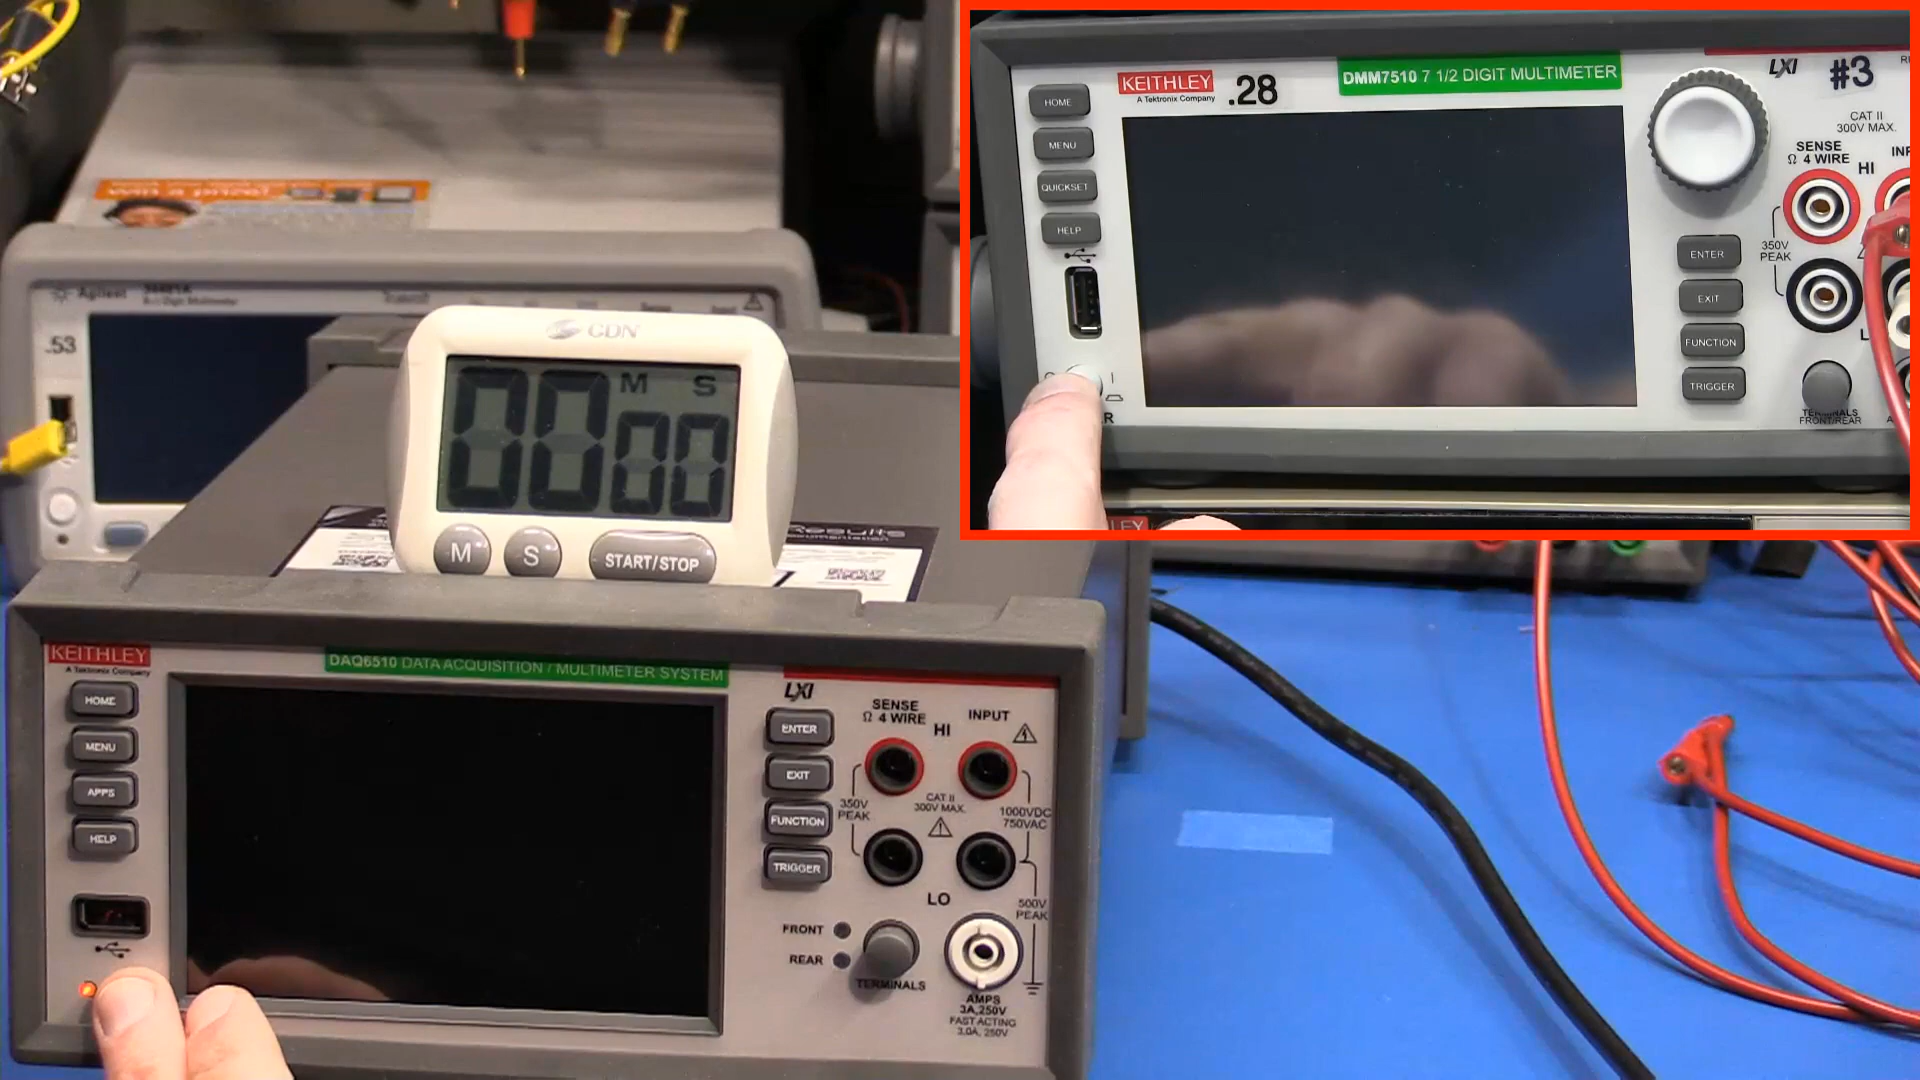 Agilent
.53
CDN
M S
00 00
M
S
START/STOP
KEITHLEY
A Tektronix Company
DAQ6510 DATA ACQUISITION / MULTIMETER SYSTEM
LXI
HOME
MENU
APPS
HELP
ENTER
EXIT
FUNCTION
TRIGGER
SENSE
Ω 4 WIRE
HI
INPUT
350V
PEAK
CAT II
300V MAX.
1000VDC
750VAC
LO
500V
PEAK
FRONT
REAR
TERMINALS
AMPS
3A,250V
FAST ACTING
3.0A, 250V
KEITHLEY
A Tektronix Company
.28
DMM7510 7 1/2 DIGIT MULTIMETER
LXI
#3
HOME
MENU
QUICKSET
HELP
CAT II
300V MAX.
SENSE
Ω 4 WIRE
HI
350V
PEAK
ENTER
EXIT
FUNCTION
TRIGGER
TERMINALS
FRONT/REAR